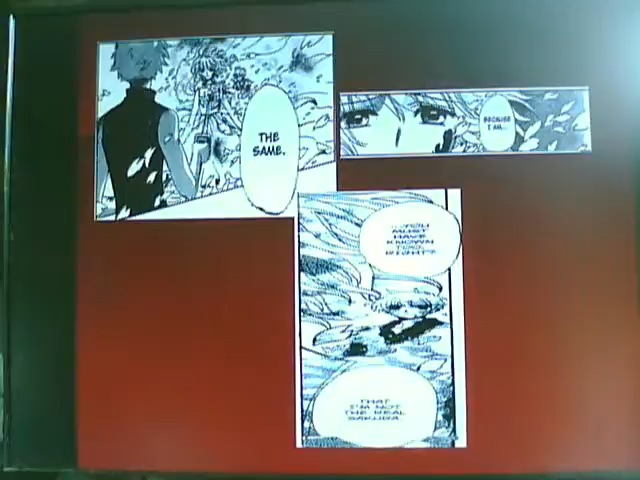 THE
SAME.
BECAUSE
I AM...
...YOU
MUST
HAVE
KNOWN
TOO,
RIGHT?
THAT
I'M NOT
THE REAL
SAKURA.